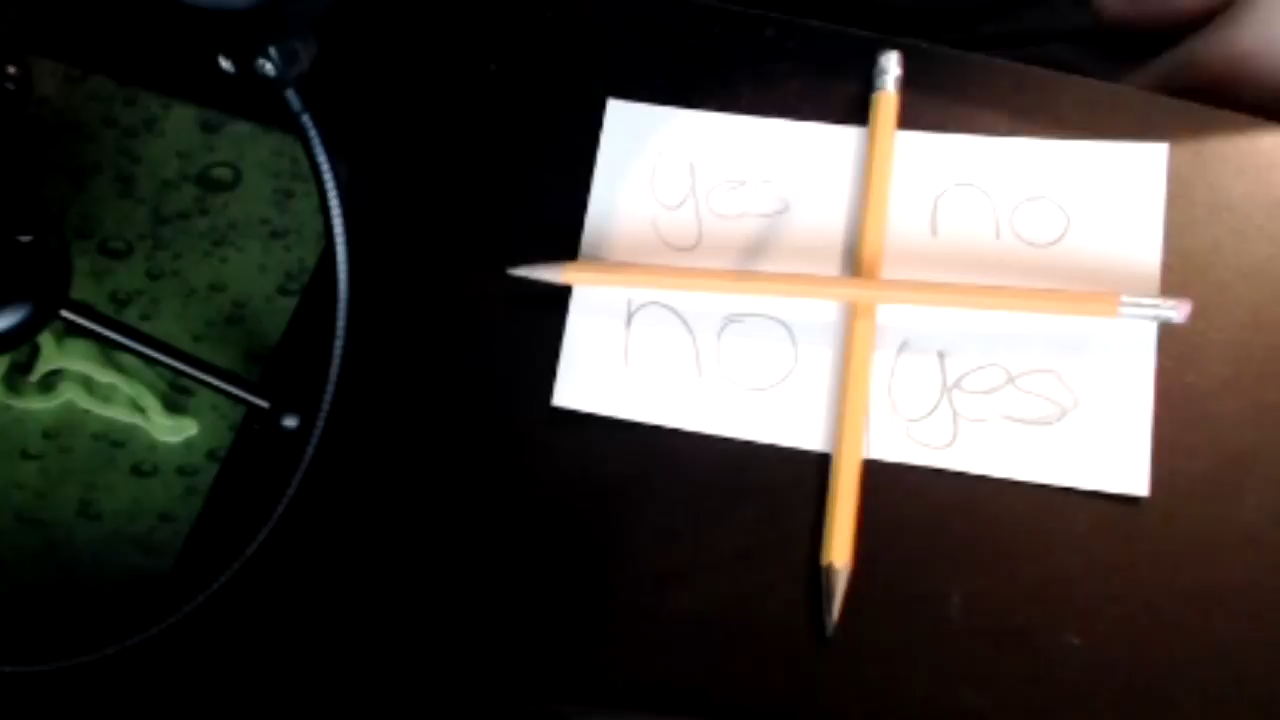 yes no
no yes